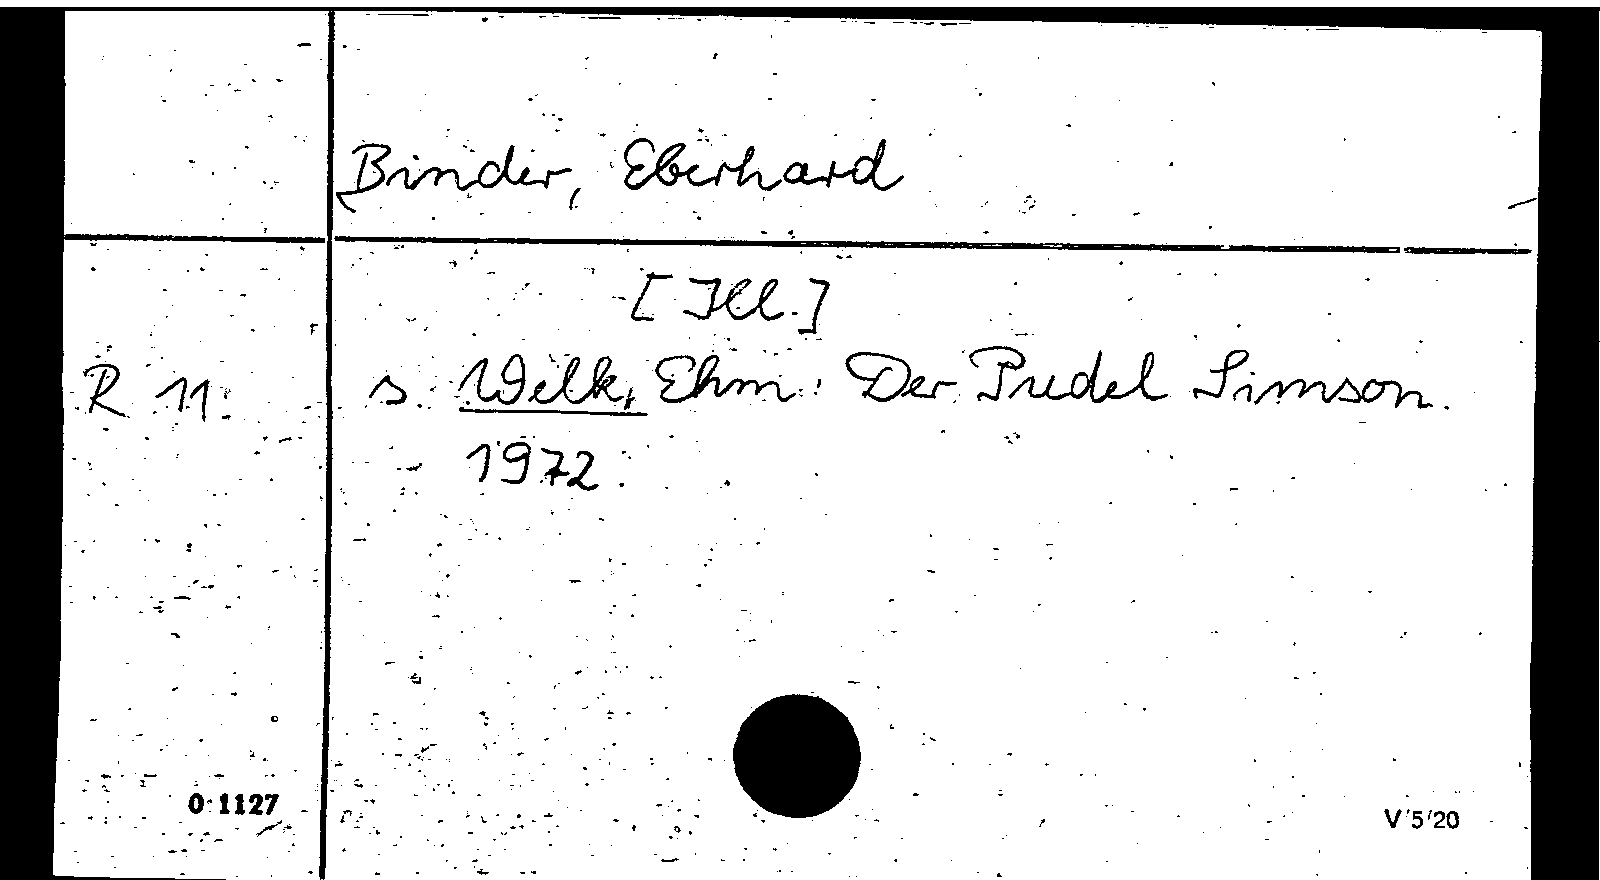 Binder, Eberhard
[Ill.]
R 11 s. Welk, Ehm: Der Pudel Simson.
1972.
0 1127
V/5/20